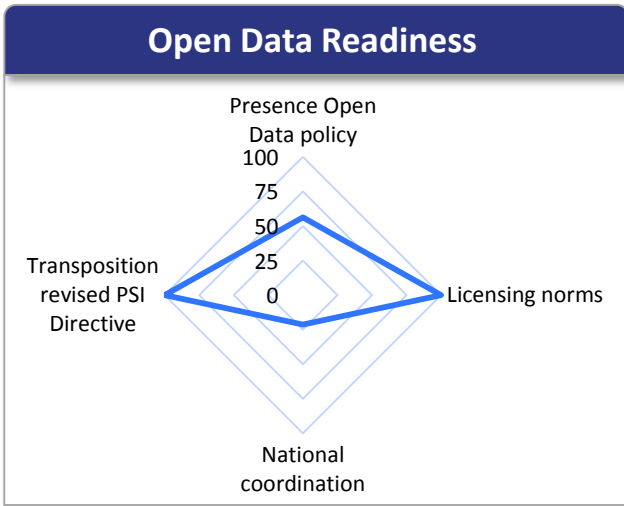 Open Data Readiness
Presence Open
Data policy
100
75
50
25
0
Transposition
revised PSI
Directive
Licensing norms
National
coordination